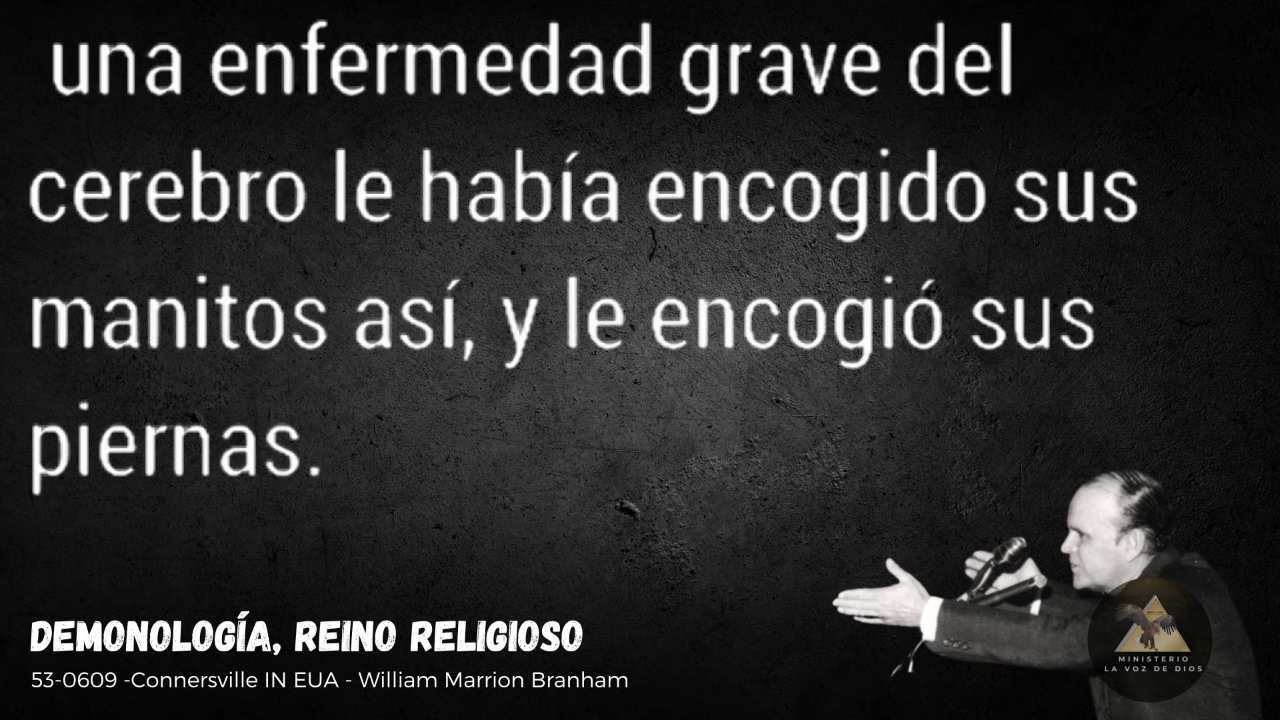 una enfermedad grave del
cerebro le había encogido sus
manitos así, y le encogió sus
piernas.
DEMONOLOGÍA, REINO RELIGIOSO
53-0609 -Connersville IN EUA - William Marrion Branham
MINISTERIO
LA VOZ DE DIOS